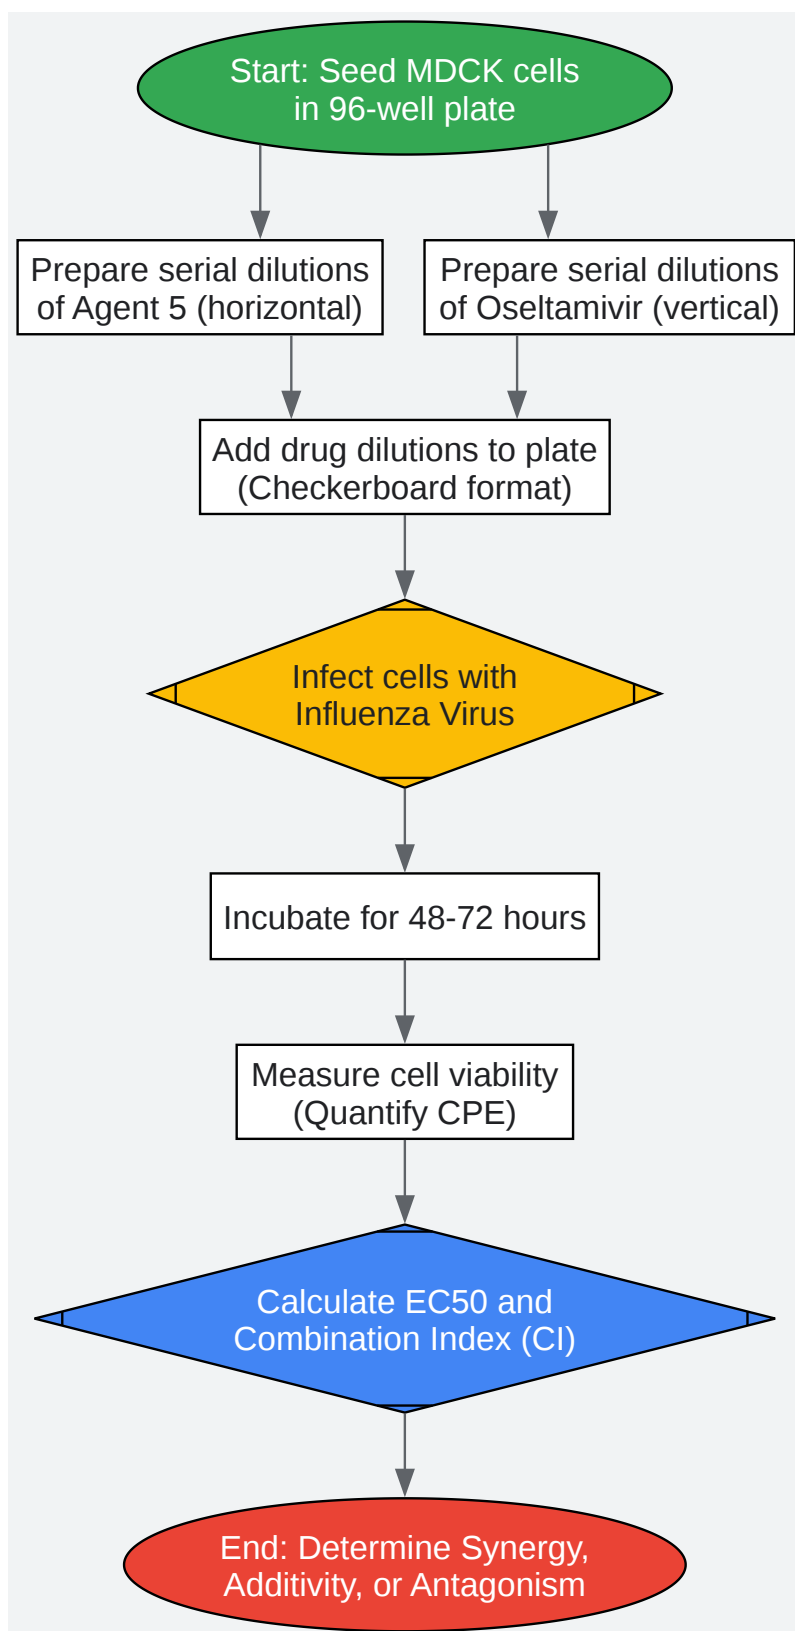 Start: Seed MDCK cells
in 96-well plate
Prepare serial dilutions
of Agent 5 (horizontal)
Prepare serial dilutions
of Oseltamivir (vertical)
Add drug dilutions to plate
(Checkerboard format)
Infect cells with
Influenza Virus
Incubate for 48-72 hours
Measure cell viability
(Quantify CPE)
Calculate EC50 and
Combination Index (CI)
End: Determine Synergy,
Additivity, or Antagonism